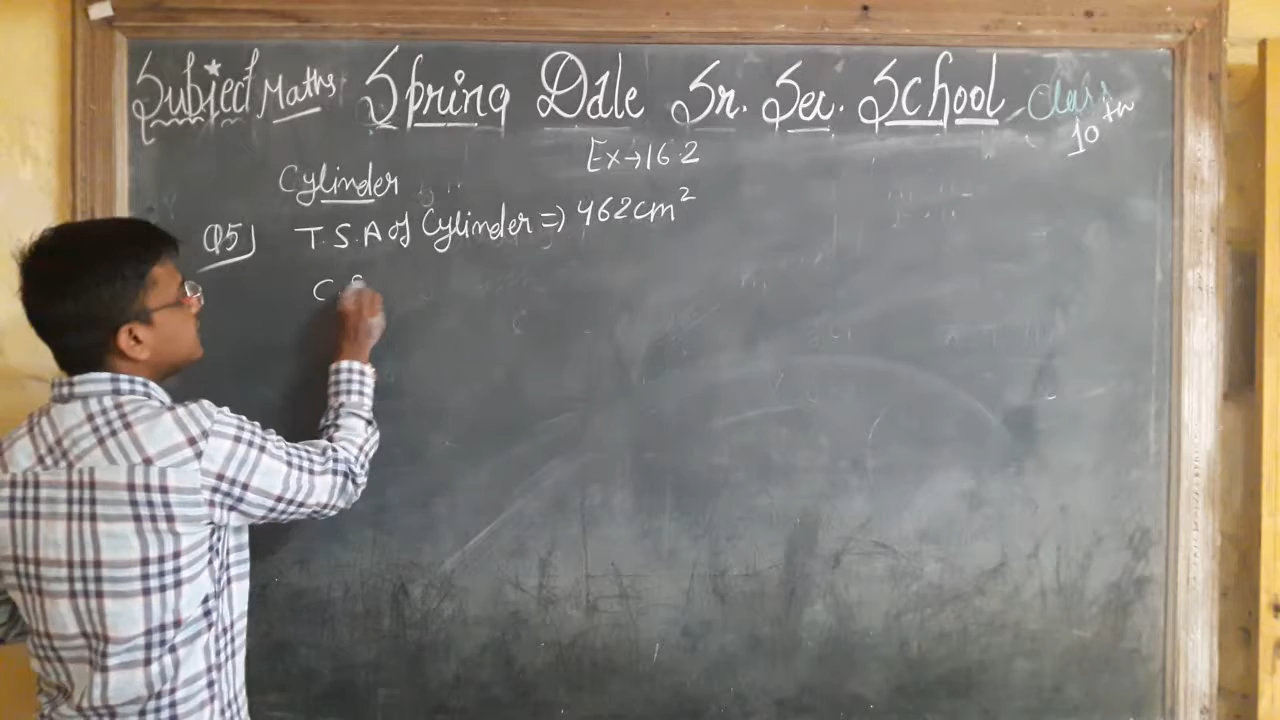 Subject Maths Spring Dale Sr. Sec. School Class 10th
Ex→16.2
Cylinder
Q5) T.S.A of Cylinder => 462cm²
C.S